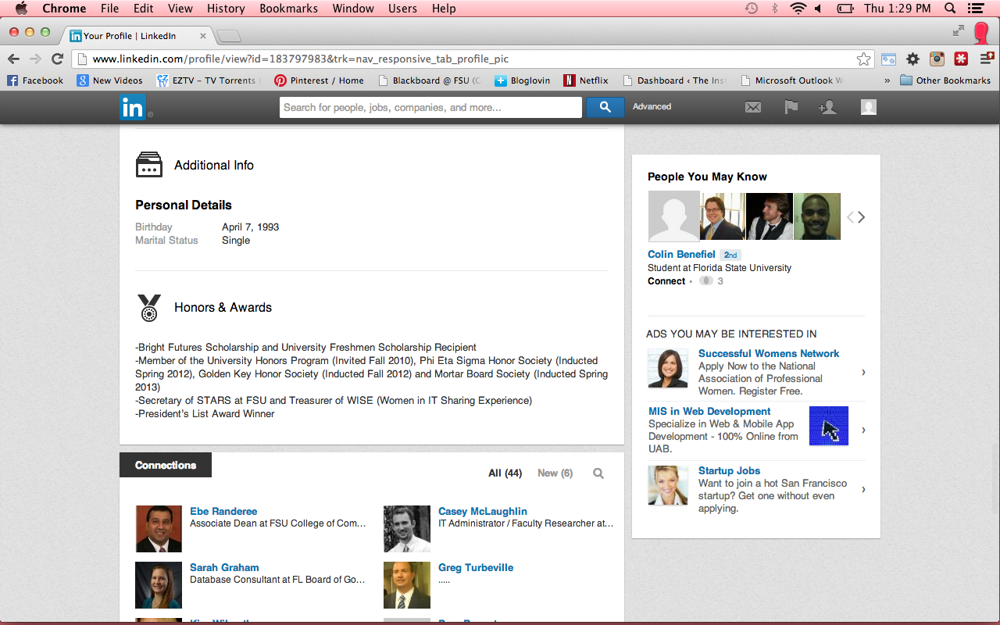 Chrome File Edit View History Bookmarks Window Users Help Thu 1:29 PM
in Your Profile | LinkedIn
www.linkedin.com/profile/view?id=183797983&trk=nav_responsive_tab_profile_pic
Facebook New Videos EZTV - TV Torrents Pinterest / Home Blackboard @ FSU (C Bloglovin Netflix Dashboard ‹ The Ins Microsoft Outlook W » Other Bookmarks
in® Search for people, jobs, companies, and more... Advanced
Additional Info
Personal Details
Birthday April 7, 1993
Marital Status Single
Honors & Awards
-Bright Futures Scholarship and University Freshmen Scholarship Recipient
-Member of the University Honors Program (Invited Fall 2010), Phi Eta Sigma Honor Society (Inducted
Spring 2012), Golden Key Honor Society (Inducted Fall 2012) and Mortar Board Society (Inducted Spring
2013)
-Secretary of STARS at FSU and Treasurer of WISE (Women in IT Sharing Experience)
-President's List Award Winner
Connections
All (44) New (6)
Ebe Randeree
Associate Dean at FSU College of Com...
Casey McLaughlin
IT Administrator / Faculty Researcher at...
Sarah Graham
Database Consultant at FL Board of Go...
Greg Turbeville
.....
People You May Know
Colin Benefiel 2nd
Student at Florida State University
Connect • 3
ADS YOU MAY BE INTERESTED IN
Successful Womens Network
Apply Now to the National
Association of Professional
Women. Register Free.
MIS in Web Development
Specialize in Web & Mobile App
Development - 100% Online from
UAB.
Startup Jobs
Want to join a hot San Francisco
startup? Get one without even
applying.